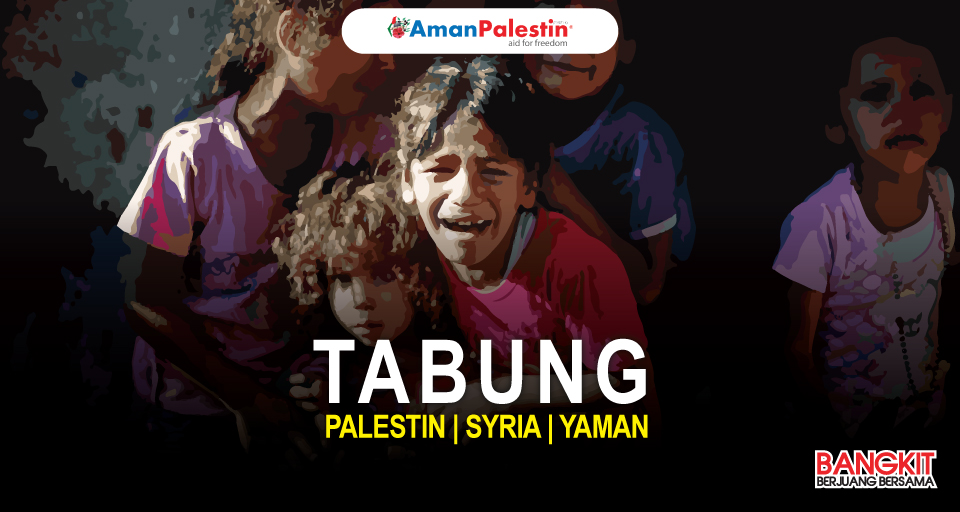 AmanPalestin
aid for freedom
TABUNG
PALESTIN | SYRIA | YAMAN
BANGKIT
BERJUANG BERSAMA